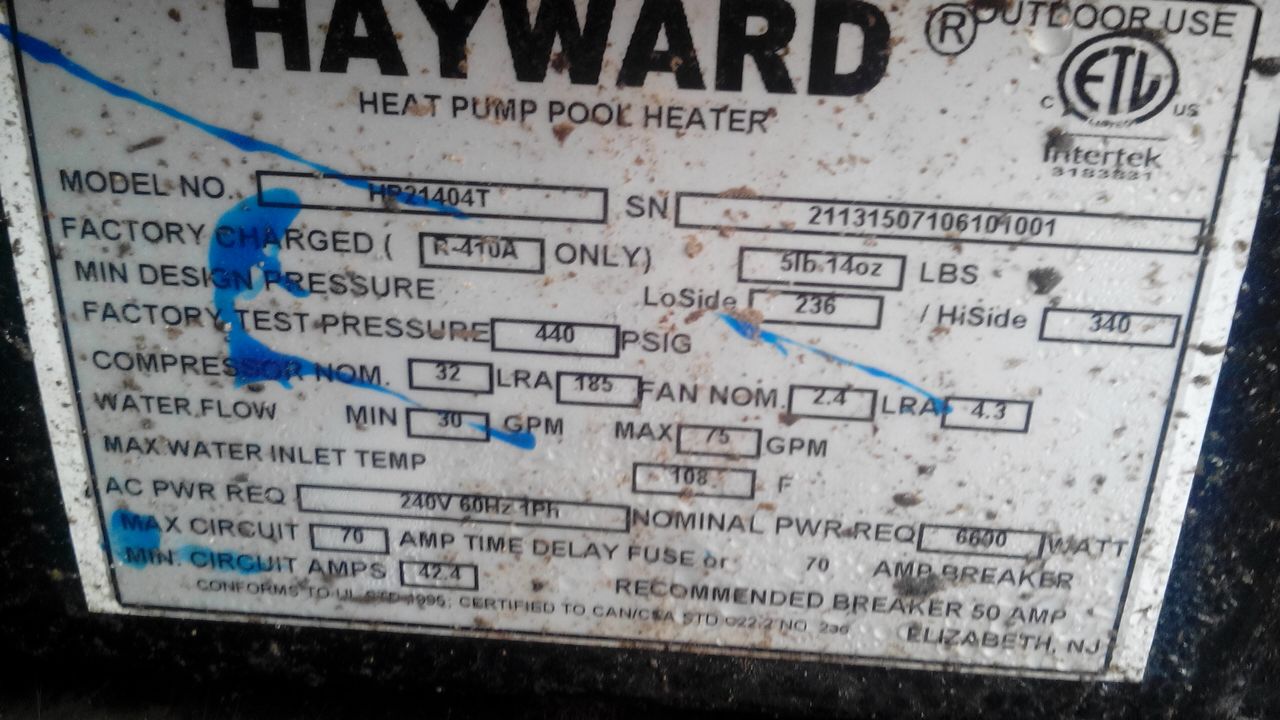 HAYWARD ® OUTDOOR USE
HEAT PUMP POOL HEATER
C ETL US
Intertek
3183831
MODEL NO. HP21404T SN 21131507106101001
FACTORY CHARGED ( R-410A ONLY) 5lb.14oz LBS
MIN DESIGN PRESSURE LoSide 236 / HiSide 340
FACTORY TEST PRESSURE 440 PSIG
COMPRESSOR NOM. 32 LRA 185 FAN NOM. 2.4 LRA 4.3
WATER FLOW MIN 30 GPM MAX 75 GPM
MAX WATER INLET TEMP 108 F
AC PWR REQ 240V 60Hz 1Ph NOMINAL PWR REQ 6600 WATT
MAX CIRCUIT 70 AMP TIME DELAY FUSE or 70 AMP BREAKER
MIN. CIRCUIT AMPS 42.4 RECOMMENDED BREAKER 50 AMP
CONFORMS TO UL STD 1995; CERTIFIED TO CAN/CSA STD C22.2 NO. 236 ELIZABETH, NJ